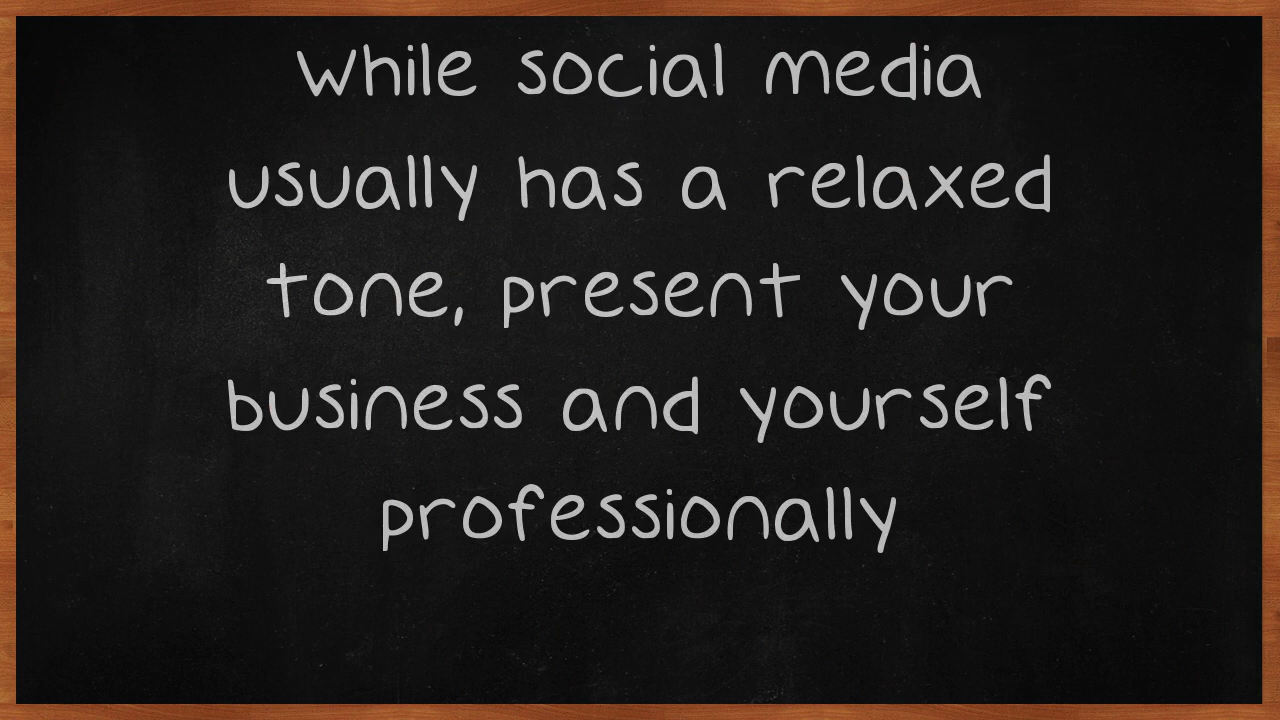 While social media
usually has a relaxed
tone, present your
business and yourself
professionally